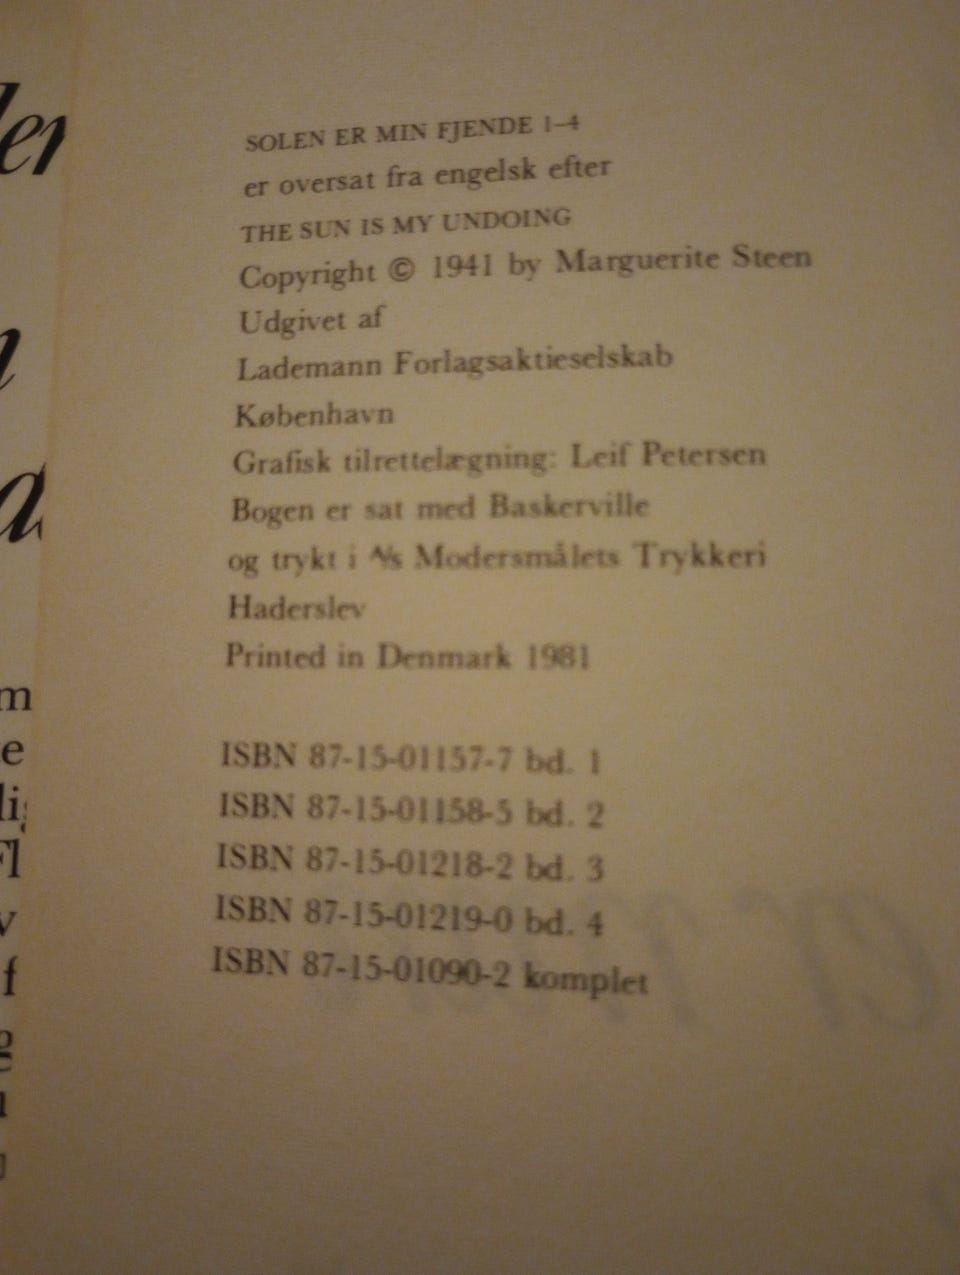 SOLEN ER MIN FJENDE 1–4
er oversat fra engelsk efter
THE SUN IS MY UNDOING
Copyright © 1941 by Marguerite Steen
Udgivet af
Lademann Forlagsaktieselskab
København
Grafisk tilrettelægning: Leif Petersen
Bogen er sat med Baskerville
og trykt i A/s Modersmålets Trykkeri
Haderslev
Printed in Denmark 1981
ISBN 87-15-01157-7 bd. 1
ISBN 87-15-01158-5 bd. 2
ISBN 87-15-01218-2 bd. 3
ISBN 87-15-01219-0 bd. 4
ISBN 87-15-01090-2 komplet